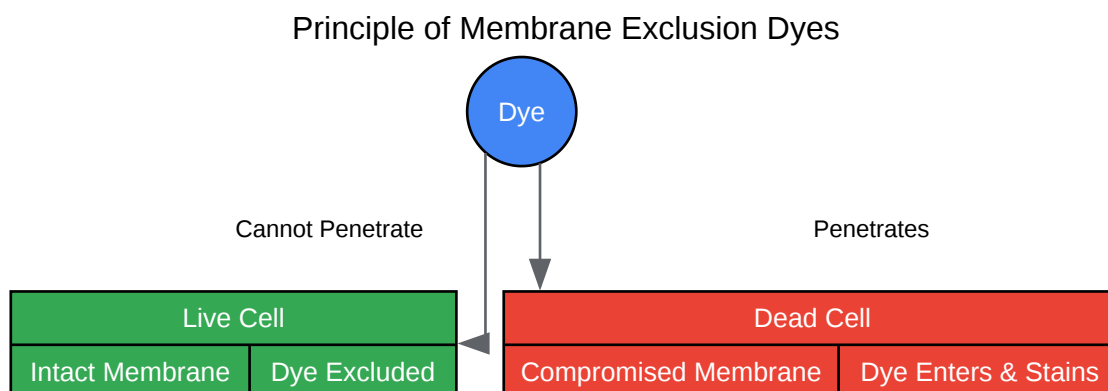 Principle of Membrane Exclusion Dyes
Dye
Cannot Penetrate
Penetrates
Live Cell
Dead Cell
Intact Membrane
Dye Excluded
Compromised Membrane
Dye Enters & Stains